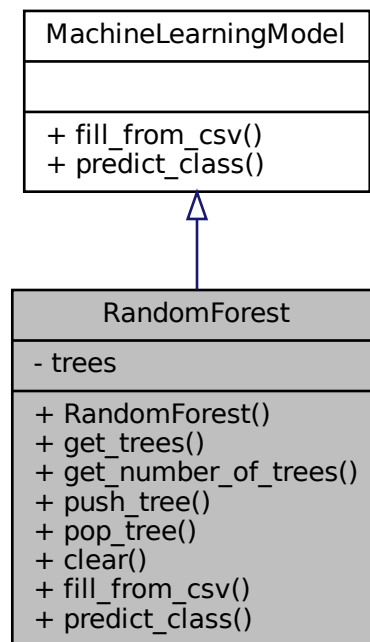 MachineLearningModel
+ fill_from_csv()
+ predict_class()
RandomForest
- trees
+ RandomForest()
+ get_trees()
+ get_number_of_trees()
+ push_tree()
+ pop_tree()
+ clear()
+ fill_from_csv()
+ predict_class()